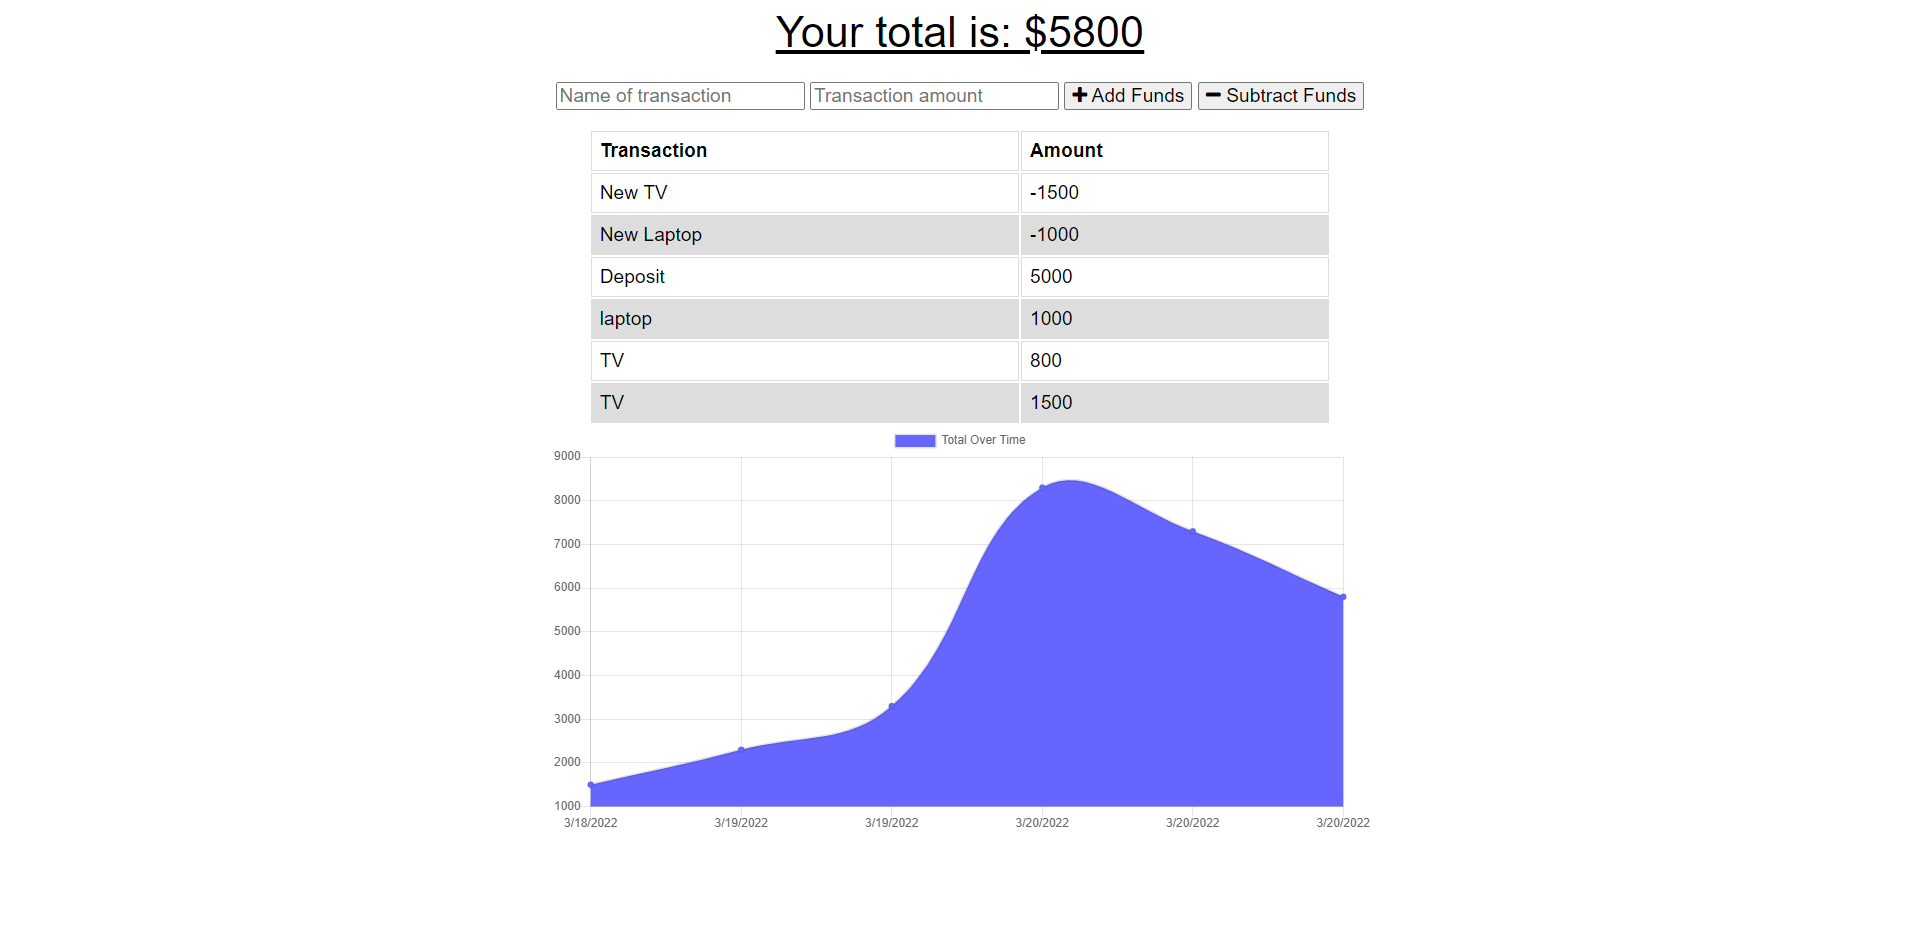 Your total is: $5800
Name of transaction Transaction amount Add Funds Subtract Funds
Transaction Amount
New TV -1500
New Laptop -1000
Deposit 5000
laptop 1000
TV 800
TV 1500
Total Over Time
9000
8000
7000
6000
5000
4000
3000
2000
1000
3/18/2022 3/19/2022 3/19/2022 3/20/2022 3/20/2022 3/20/2022